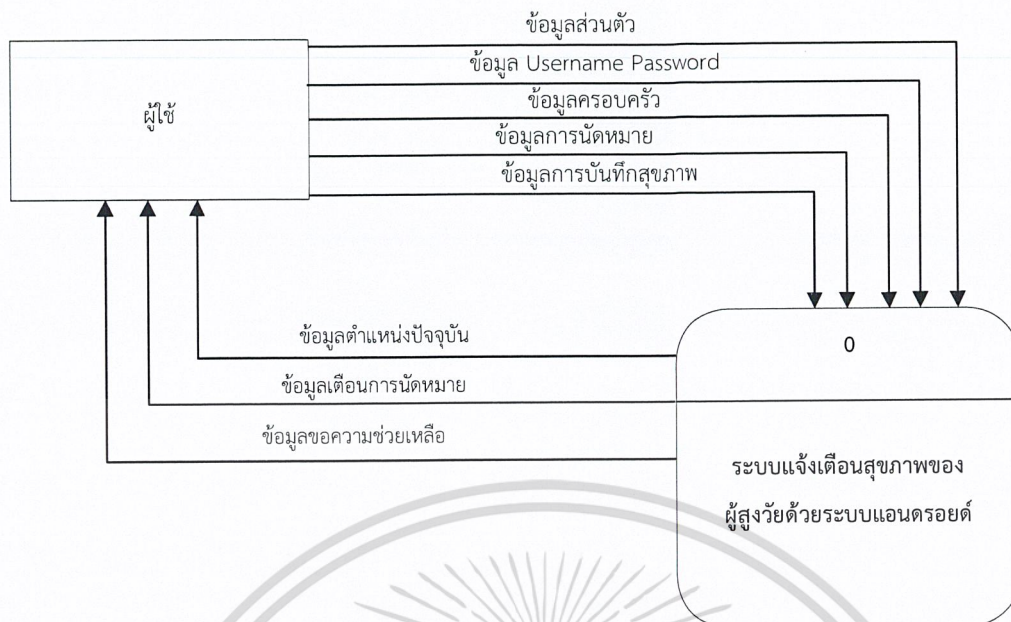 ข้อมูลส่วนตัว
ข้อมูล Username Password
ผู้ใช้
ข้อมูลครอบครัว
ข้อมูลการนัดหมาย
ข้อมูลการบันทึกสุขภาพ
ข้อมูลตำแหน่งปัจจุบัน
0
ข้อมูลเตือนการนัดหมาย
ข้อมูลขอความช่วยเหลือ
ระบบแจ้งเตือนสุขภาพของ
ผู้สูงวัยด้วยระบบแอนดรอยด์